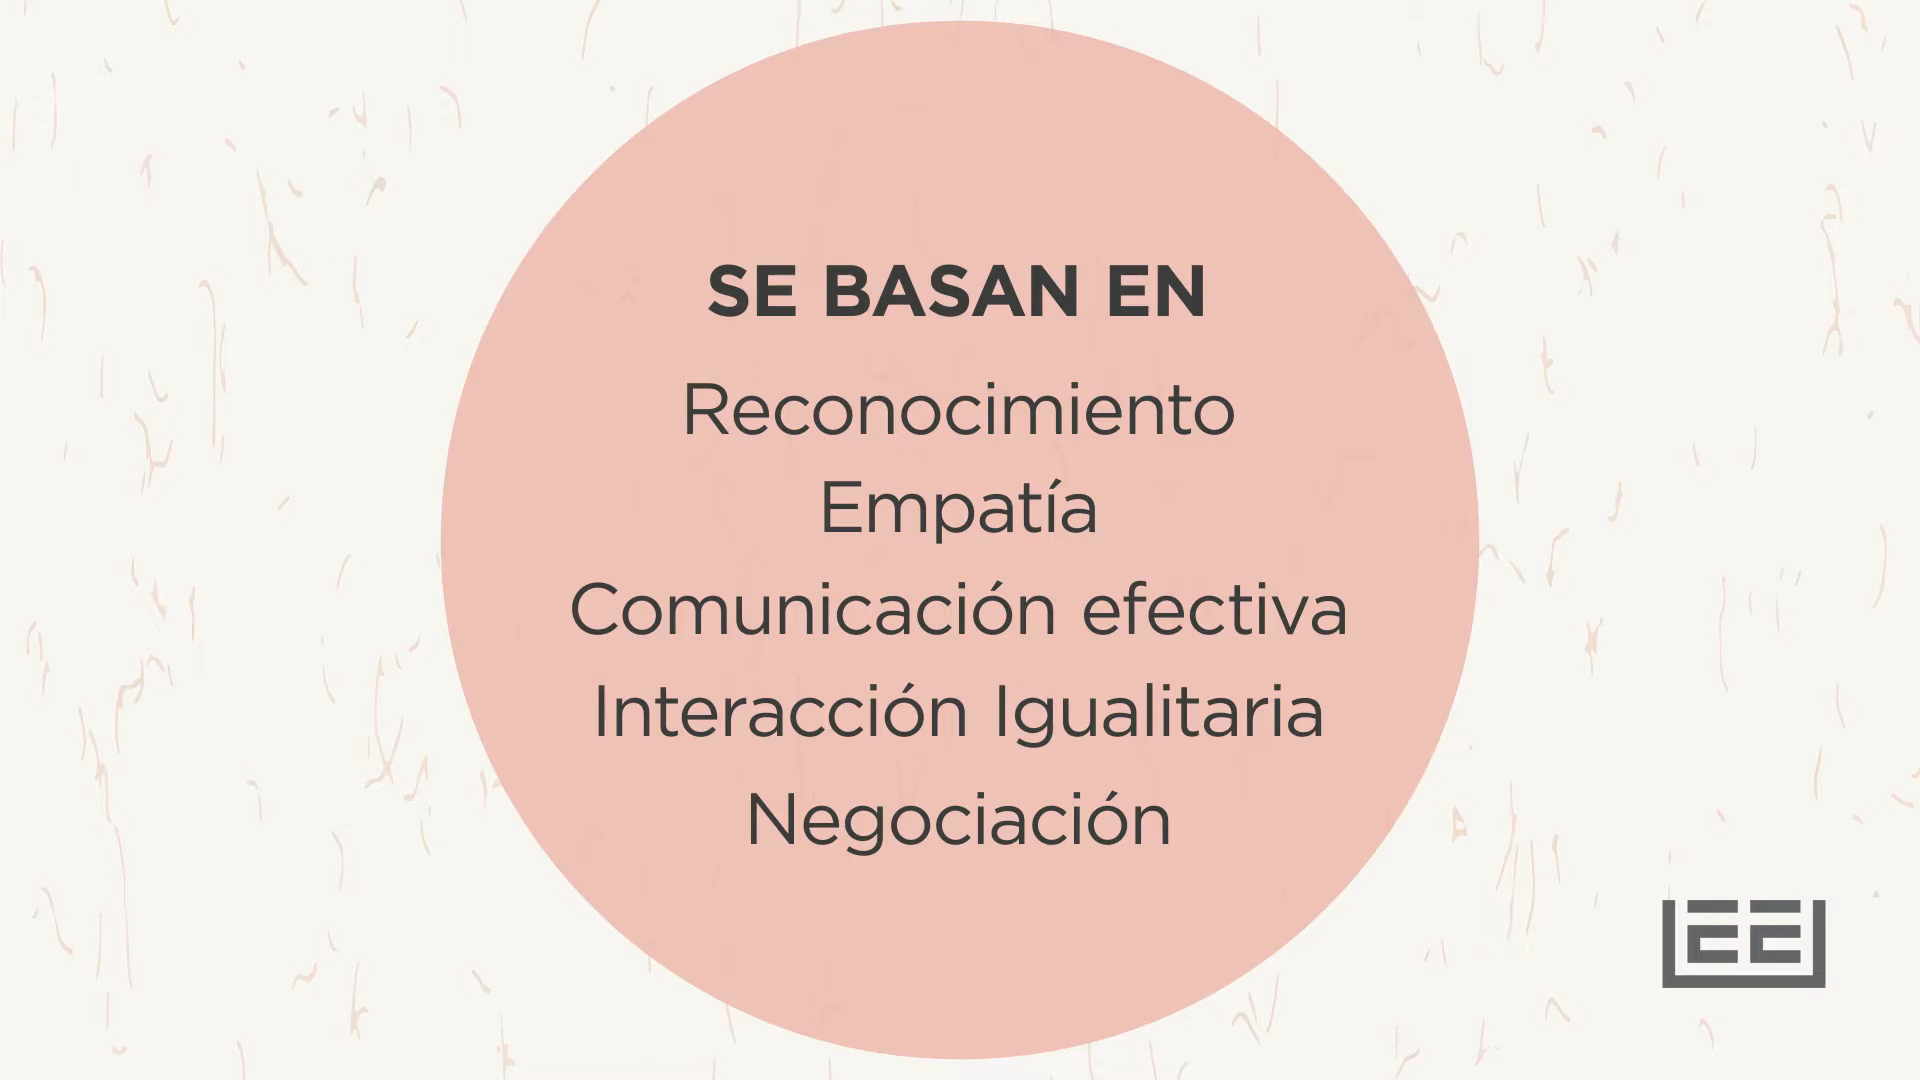 SE BASAN EN
Reconocimiento
Empatía
Comunicación efectiva
Interacción Igualitaria
Negociación